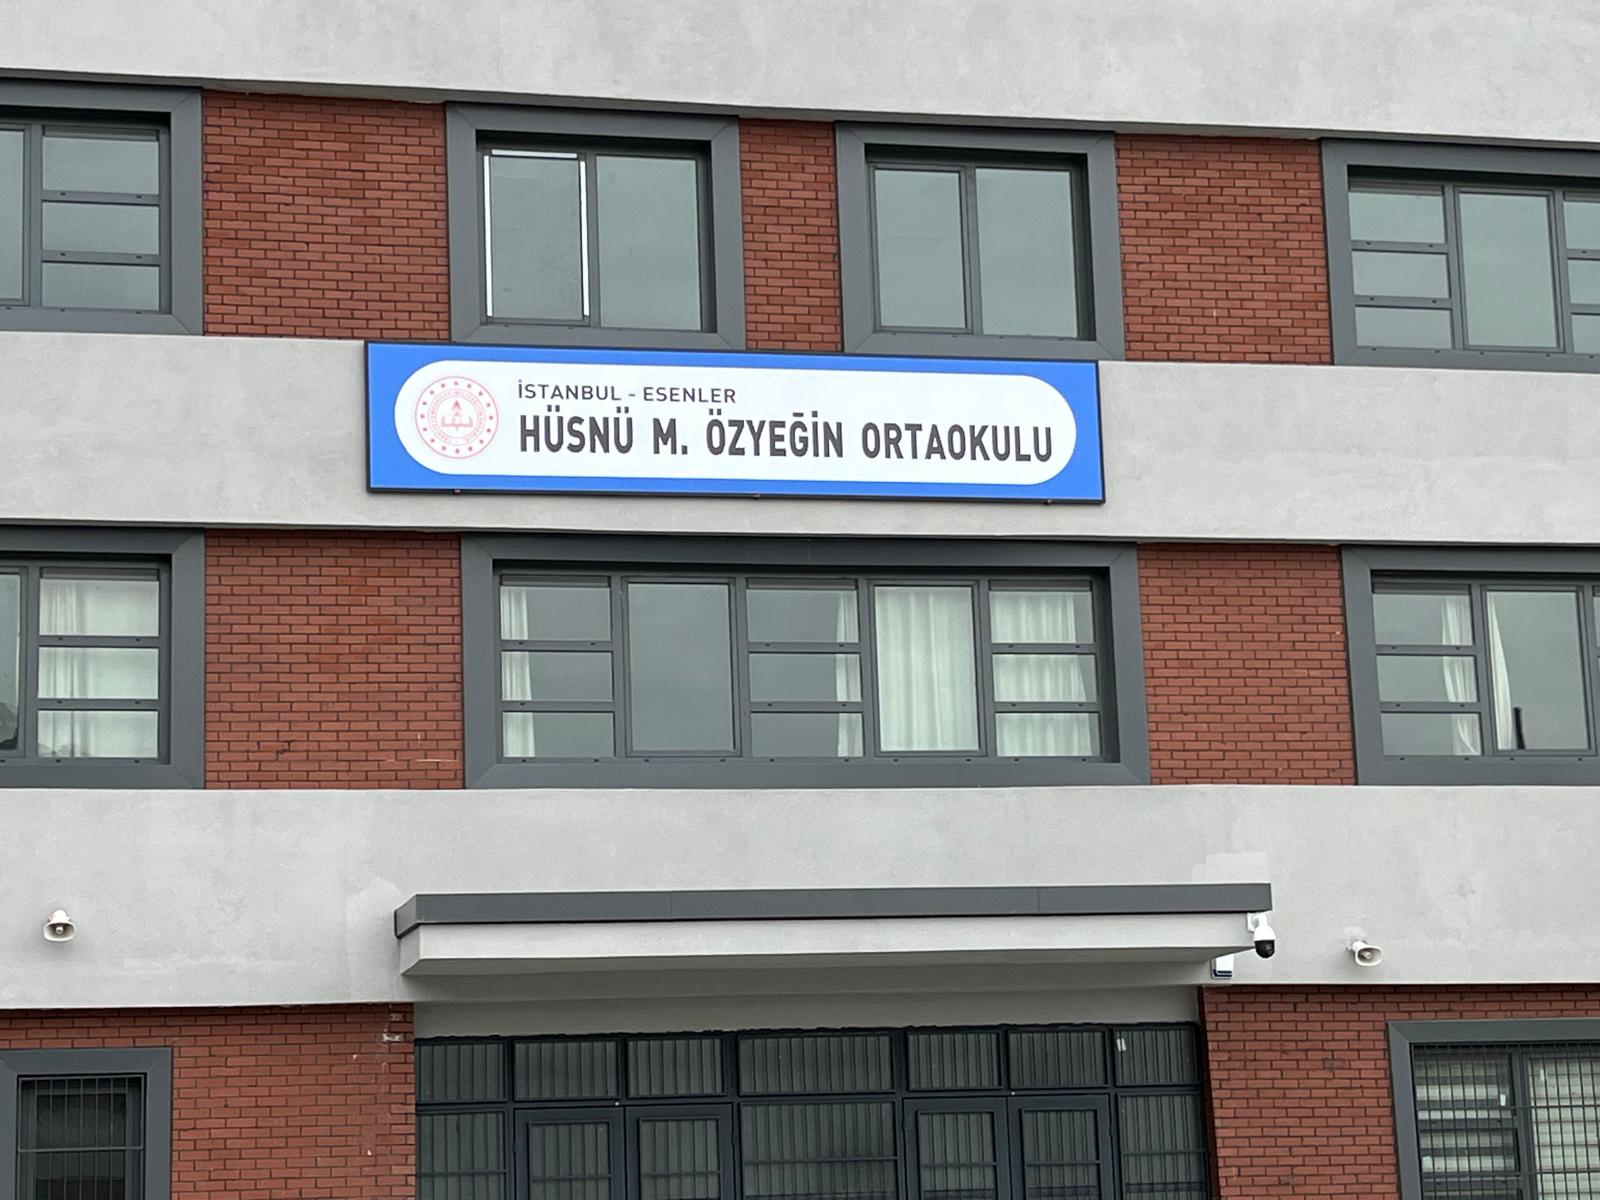 İSTANBUL - ESENLER
HÜSNÜ M. ÖZYEĞİN ORTAOKULU